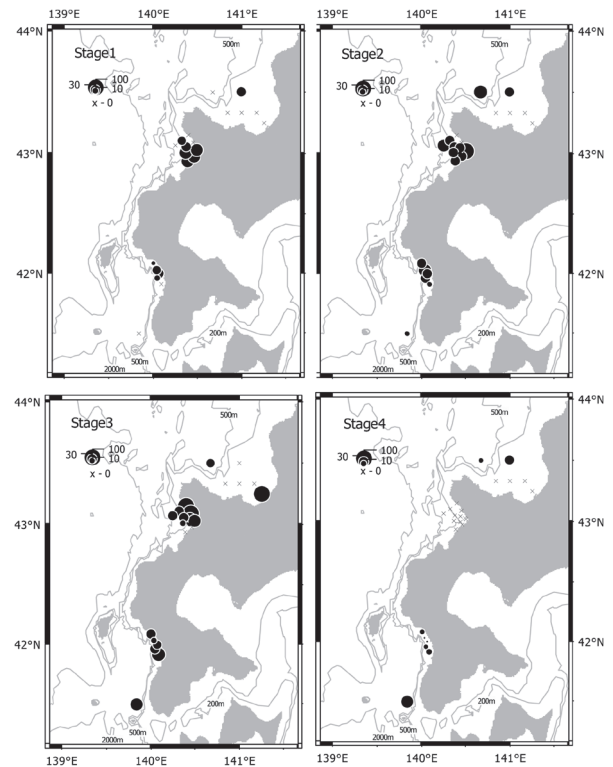 139°E 140°E 141°E 139°E 140°E 141°E
44°N 44°N
500m 500m
Stage1 Stage2
30 100 30 100
10 10
x - 0 x - 0
43°N 43°N
42°N 42°N
200m 200m
500m 500m
2000m 2000m
44°N 44°N
500m 500m
Stage3 Stage4
30 100 30 100
10 10
x - 0 x - 0
43°N 43°N
42°N 42°N
200m 200m
500m 500m
2000m 2000m
139°E 140°E 141°E 139°E 140°E 141°E